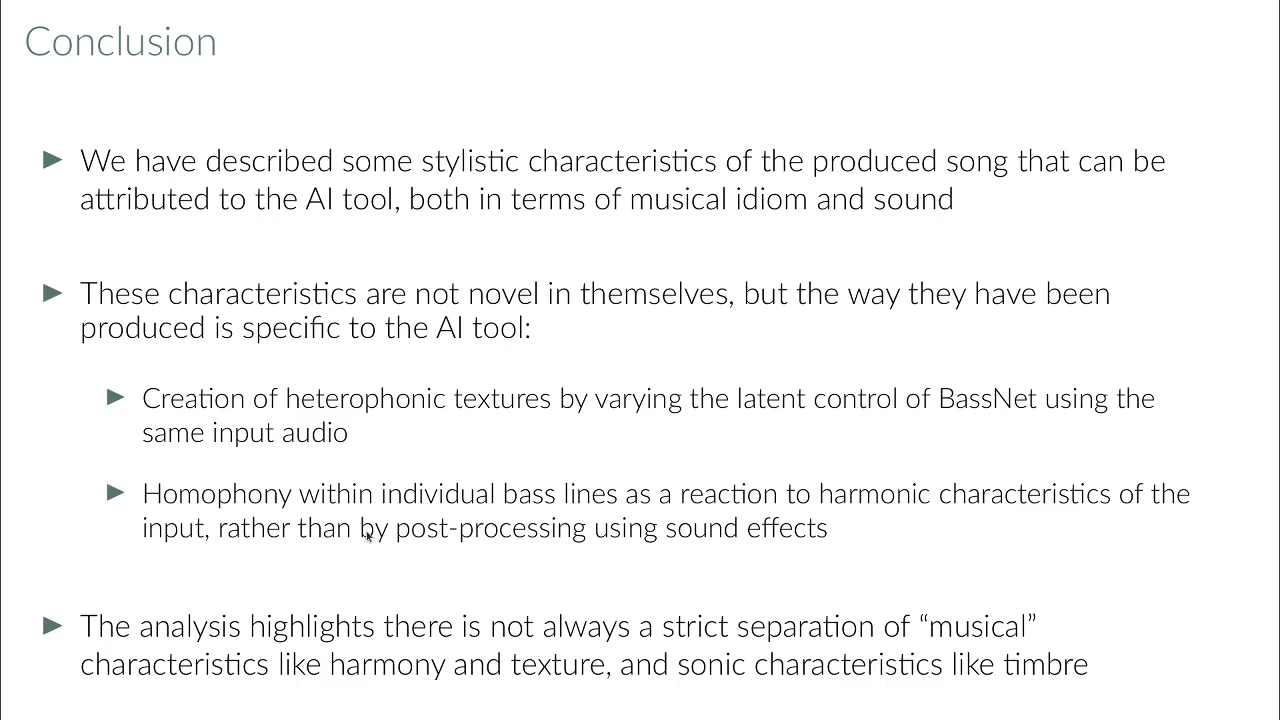 Conclusion
We have described some stylistic characteristics of the produced song that can be
attributed to the AI tool, both in terms of musical idiom and sound
These characteristics are not novel in themselves, but the way they have been
produced is specific to the AI tool:
Creation of heterophonic textures by varying the latent control of BassNet using the
same input audio
Homophony within individual bass lines as a reaction to harmonic characteristics of the
input, rather than by post-processing using sound effects
The analysis highlights there is not always a strict separation of “musical”
characteristics like harmony and texture, and sonic characteristics like timbre